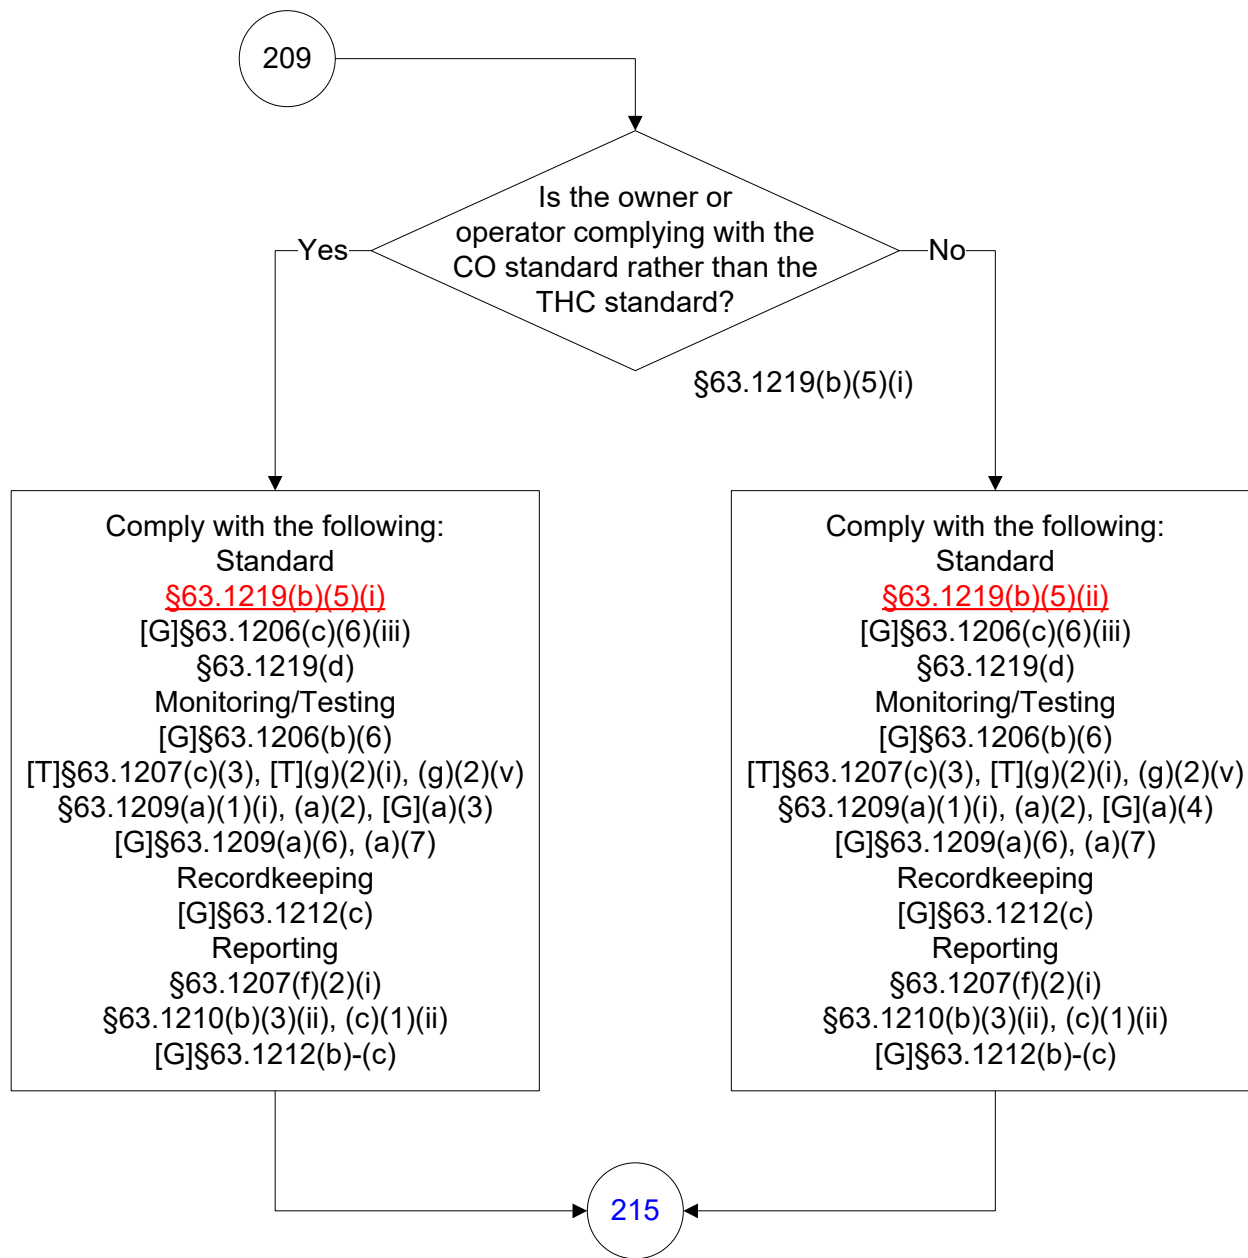 209
Is the owner or
operator complying with the
CO standard rather than the
THC standard?
Yes
No
§63.1219(b)(5)(i)
Comply with the following:
Standard
§63.1219(b)(5)(i)
[G]§63.1206(c)(6)(iii)
§63.1219(d)
Monitoring/Testing
[G]§63.1206(b)(6)
[T]§63.1207(c)(3), [T](g)(2)(i), (g)(2)(v)
§63.1209(a)(1)(i), (a)(2), [G](a)(3)
[G]§63.1209(a)(6), (a)(7)
Recordkeeping
[G]§63.1212(c)
Reporting
§63.1207(f)(2)(i)
§63.1210(b)(3)(ii), (c)(1)(ii)
[G]§63.1212(b)-(c)
Comply with the following:
Standard
§63.1219(b)(5)(ii)
[G]§63.1206(c)(6)(iii)
§63.1219(d)
Monitoring/Testing
[G]§63.1206(b)(6)
[T]§63.1207(c)(3), [T](g)(2)(i), (g)(2)(v)
§63.1209(a)(1)(i), (a)(2), [G](a)(4)
[G]§63.1209(a)(6), (a)(7)
Recordkeeping
[G]§63.1212(c)
Reporting
§63.1207(f)(2)(i)
§63.1210(b)(3)(ii), (c)(1)(ii)
[G]§63.1212(b)-(c)
215